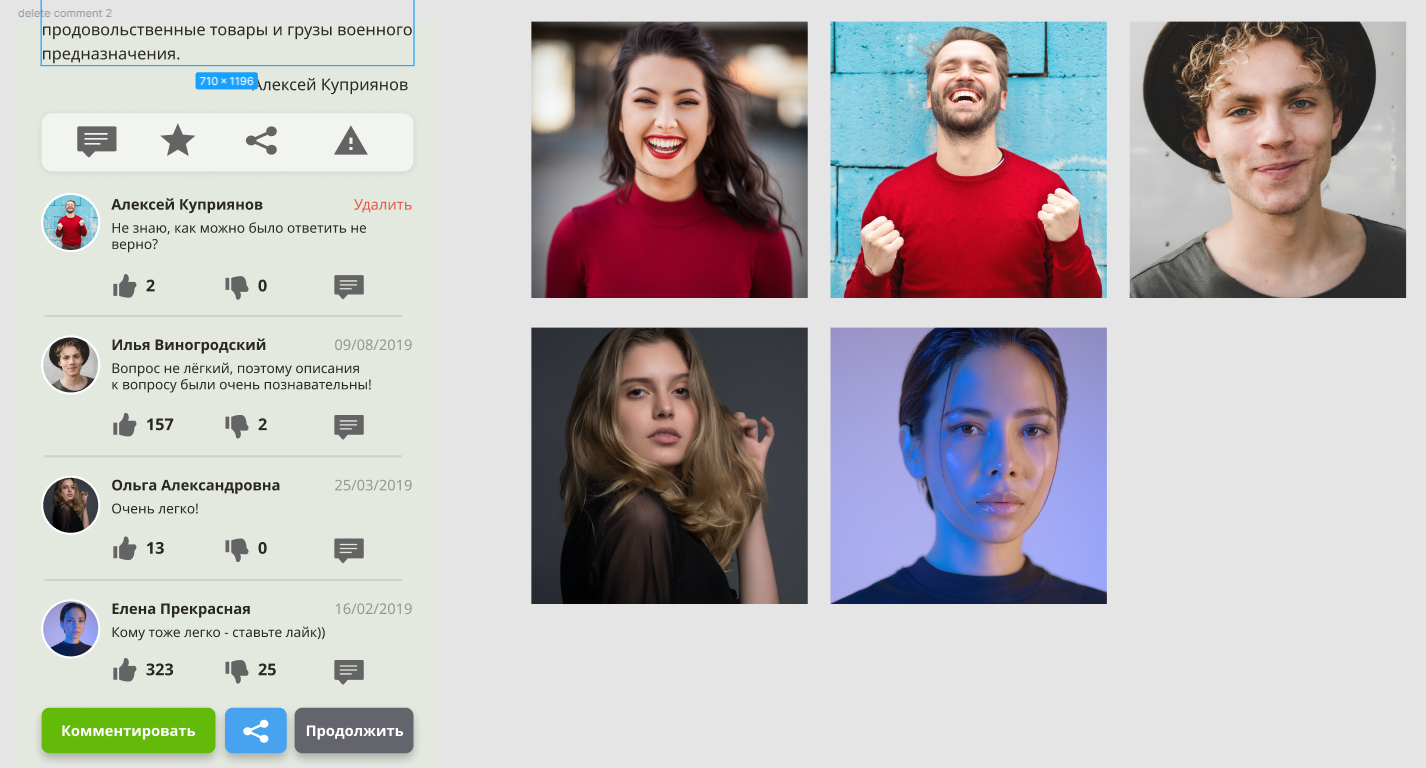 delete comment 2
продовольственные товары и грузы военного
предназначения.
710 × 1196
Алексей Куприянов
Алексей Куприянов
Удалить
Не знаю, как можно было ответить не
верно?
2
0
Илья Виногродский
09/08/2019
Вопрос не лёгкий, поэтому описания
к вопросу были очень познавательны!
157
2
Ольга Александровна
25/03/2019
Очень легко!
13
0
Елена Прекрасная
16/02/2019
Кому тоже легко - ставьте лайк))
323
25
Комментировать
Продолжить